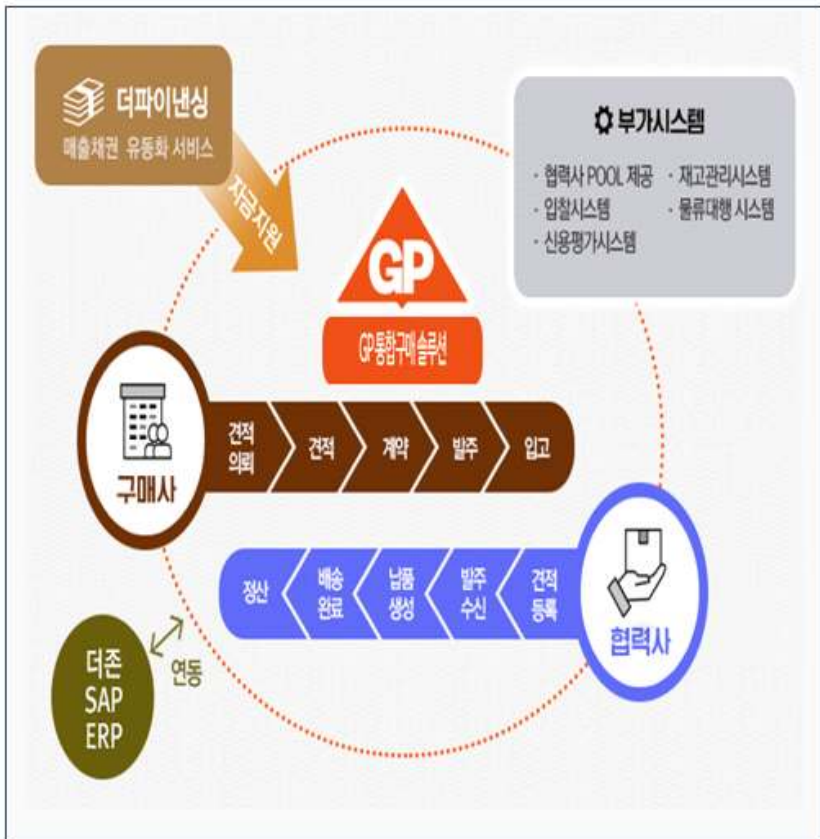 더파이낸싱
매출채권 유동화 서비스
자금지원
부가시스템
· 협력사 POOL 제공 · 재고관리시스템
· 입찰시스템 · 물류대행 시스템
· 신용평가시스템
GP
GP 통합구매 솔루션
구매사
견적
의뢰
견적
계약
발주
입고
정산
배송
완료
납품
생성
발주
수신
견적
등록
협력사
더존
SAP
ERP
연동